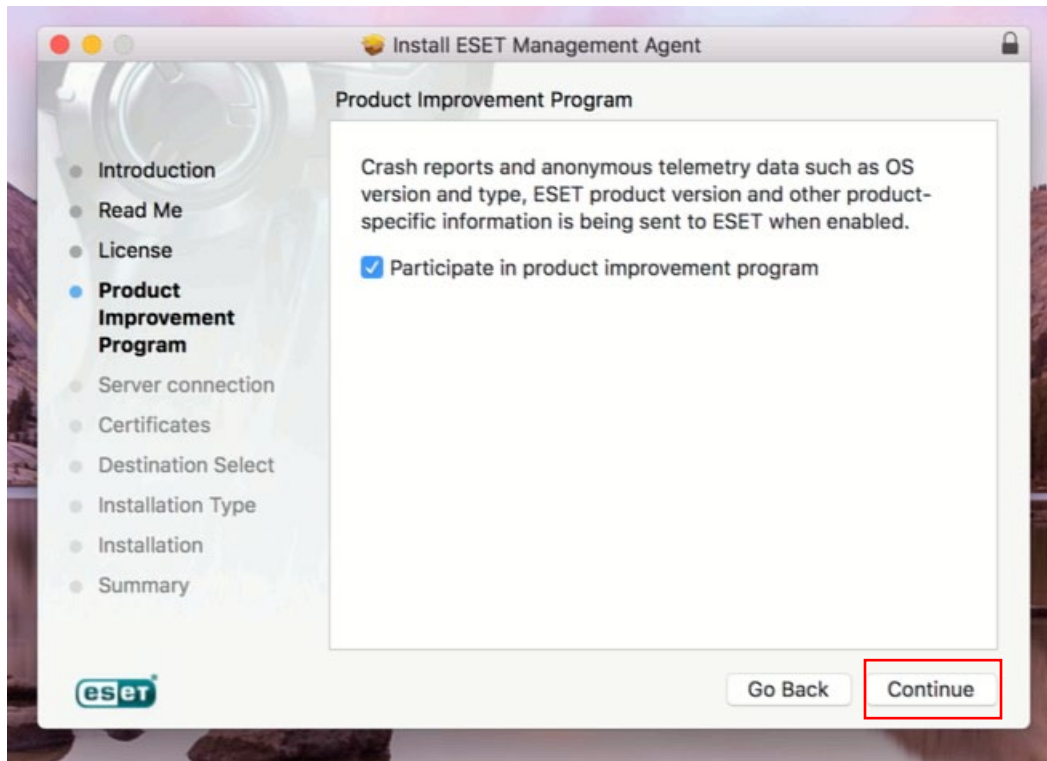 Install ESET Management Agent
Product Improvement Program
Introduction
Read Me
License
Product
Improvement
Program
Server connection
Certificates
Destination Select
Installation Type
Installation
Summary
Crash reports and anonymous telemetry data such as OS
version and type, ESET product version and other product-
specific information is being sent to ESET when enabled.
Participate in product improvement program
eset
Go Back
Continue